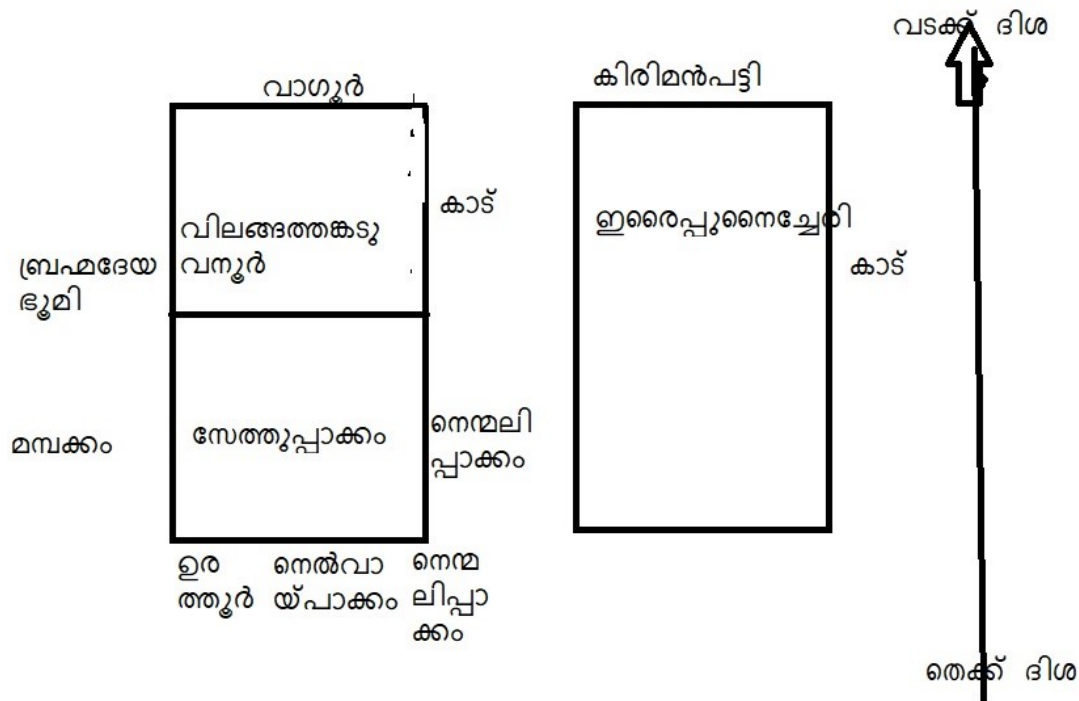 വടക്ക് ദിശ
വാഗൂർ
കിരിമൻപട്ടി
കാട്
വിലങ്ങത്തങ്കടു
വനൂർ
ഇരൈപ്പുനൈച്ചേരി
കാട്
ബ്രഹ്മദേയ
ഭൂമി
മമ്പക്കം
സേത്തുപ്പാക്കം
നെന്മലി
പ്പാക്കം
ഉര
ത്തൂർ
നെൽവാ
യ്പാക്കം
നെന്മ
ലിപ്പാ
ക്കം
തെക്ക് ദിശ